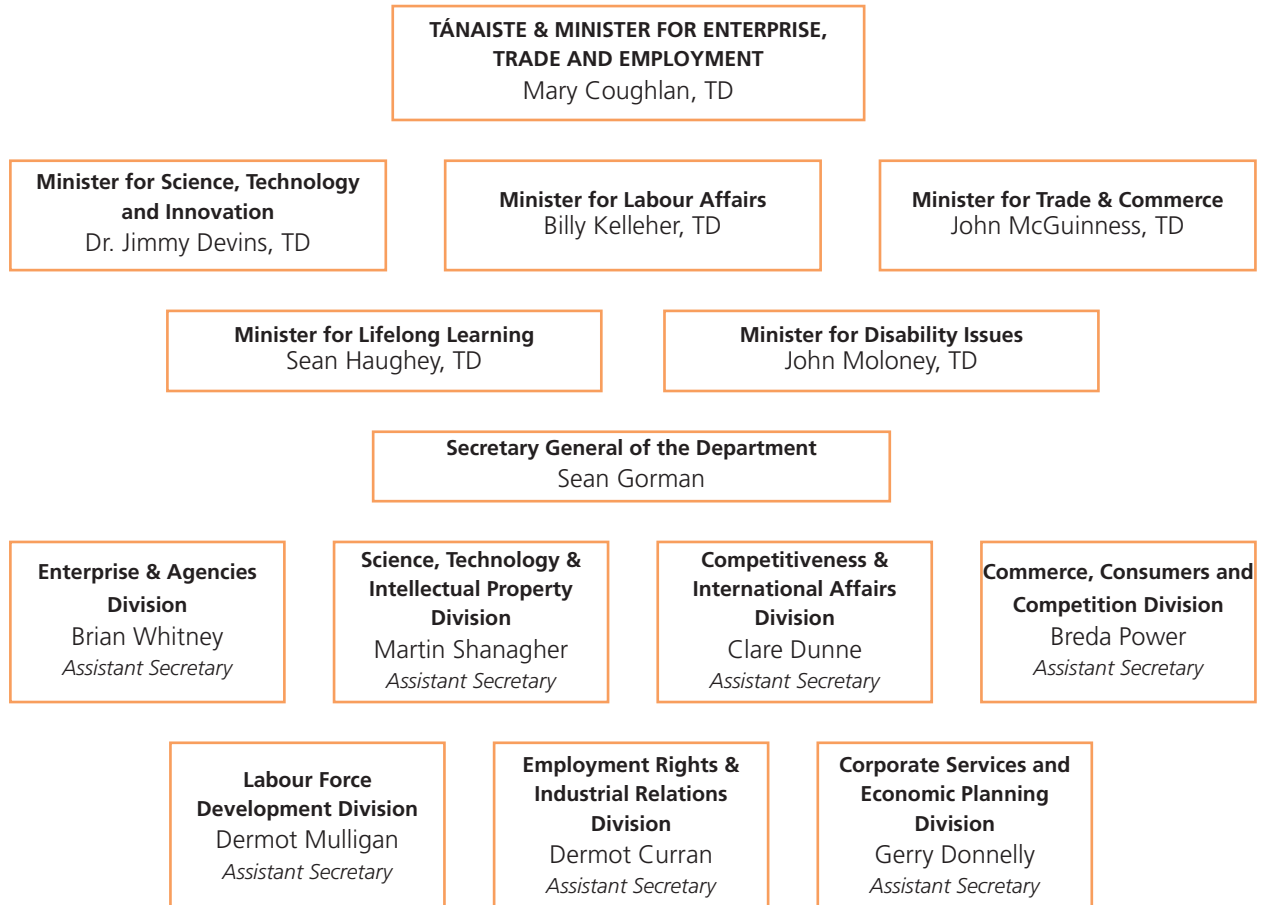 TÁNAISTE & MINISTER FOR ENTERPRISE,
TRADE AND EMPLOYMENT
Mary Coughlan, TD
Minister for Science, Technology
and Innovation
Dr. Jimmy Devins, TD
Minister for Labour Affairs
Billy Kelleher, TD
Minister for Trade & Commerce
John McGuinness, TD
Minister for Lifelong Learning
Sean Haughey, TD
Minister for Disability Issues
John Moloney, TD
Secretary General of the Department
Sean Gorman
Enterprise & Agencies
Division
Brian Whitney
Assistant Secretary
Science, Technology &
Intellectual Property
Division
Martin Shanagher
Assistant Secretary
Competitiveness &
International Affairs
Division
Clare Dunne
Assistant Secretary
Commerce, Consumers and
Competition Division
Breda Power
Assistant Secretary
Labour Force
Development Division
Dermot Mulligan
Assistant Secretary
Employment Rights &
Industrial Relations
Division
Dermot Curran
Assistant Secretary
Corporate Services and
Economic Planning
Division
Gerry Donnelly
Assistant Secretary